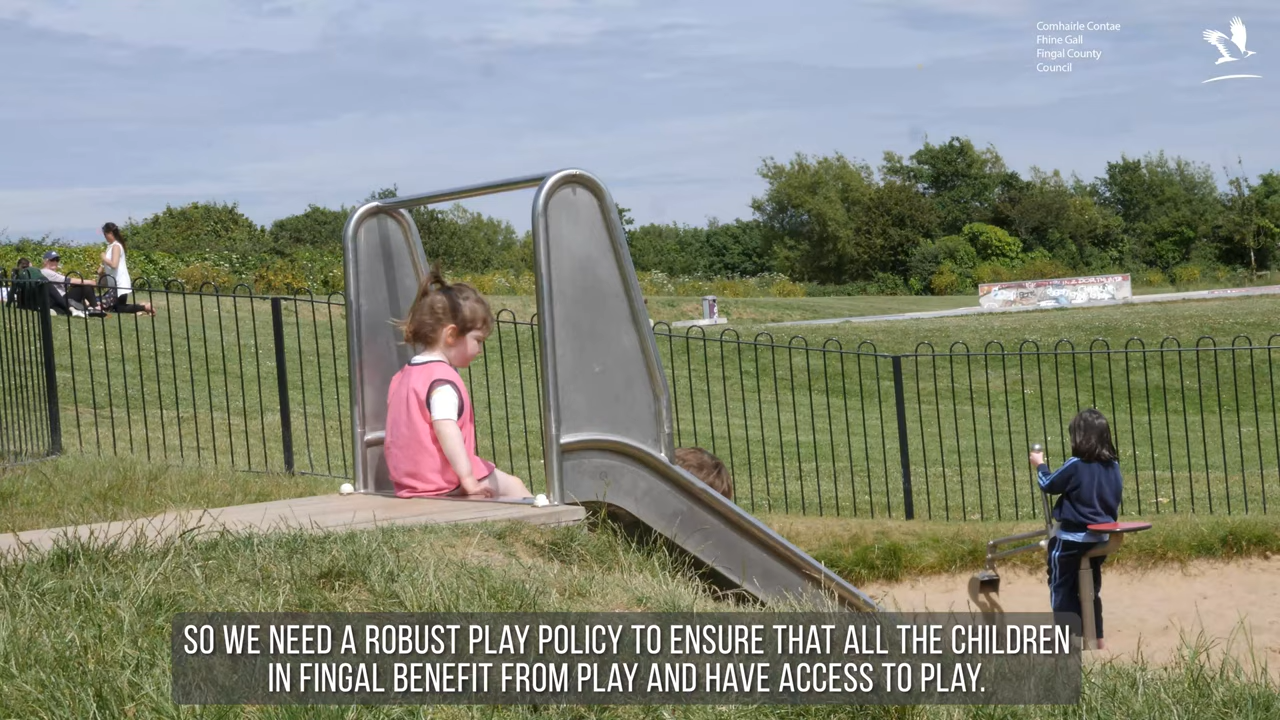 Comhairle Contae
Fhine Gall
Fingal County
Council
SO WE NEED A ROBUST PLAY POLICY TO ENSURE THAT ALL THE CHILDREN
IN FINGAL BENEFIT FROM PLAY AND HAVE ACCESS TO PLAY.